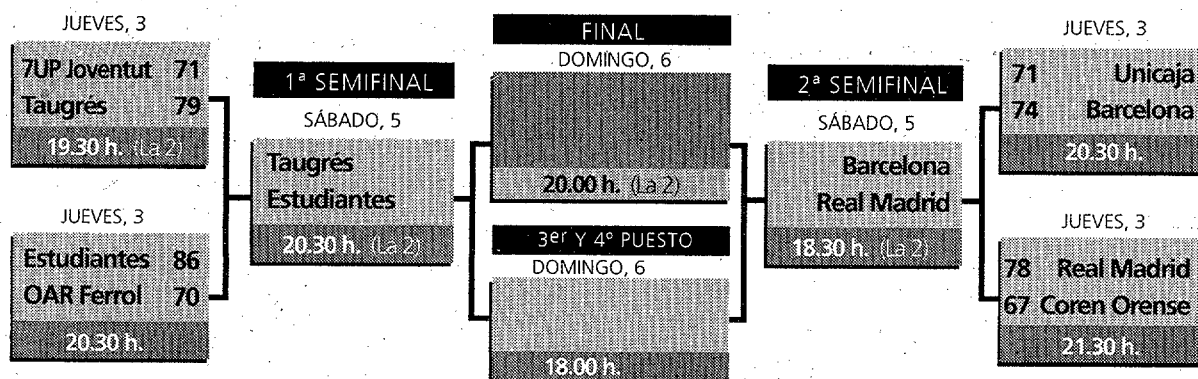 JUEVES, 3
7UP Joventut 71
Taugrés 79
19.30 h. (La 2)
JUEVES, 3
Estudiantes 86
OAR Ferrol 70
20.30 h.
1ª SEMIFINAL
SÁBADO, 5
Taugrés
Estudiantes
20.30 h. (La 2)
FINAL
DOMINGO, 6
20.00 h. (La 2)
3er Y 4º PUESTO
DOMINGO, 6
18.00 h.
2ª SEMIFINAL
SÁBADO, 5
Barcelona
Real Madrid
18.30 h. (La 2)
JUEVES, 3
71 Unicaja
74 Barcelona
20.30 h.
JUEVES, 3
78 Real Madrid
67 Coren Orense
21.30 h.